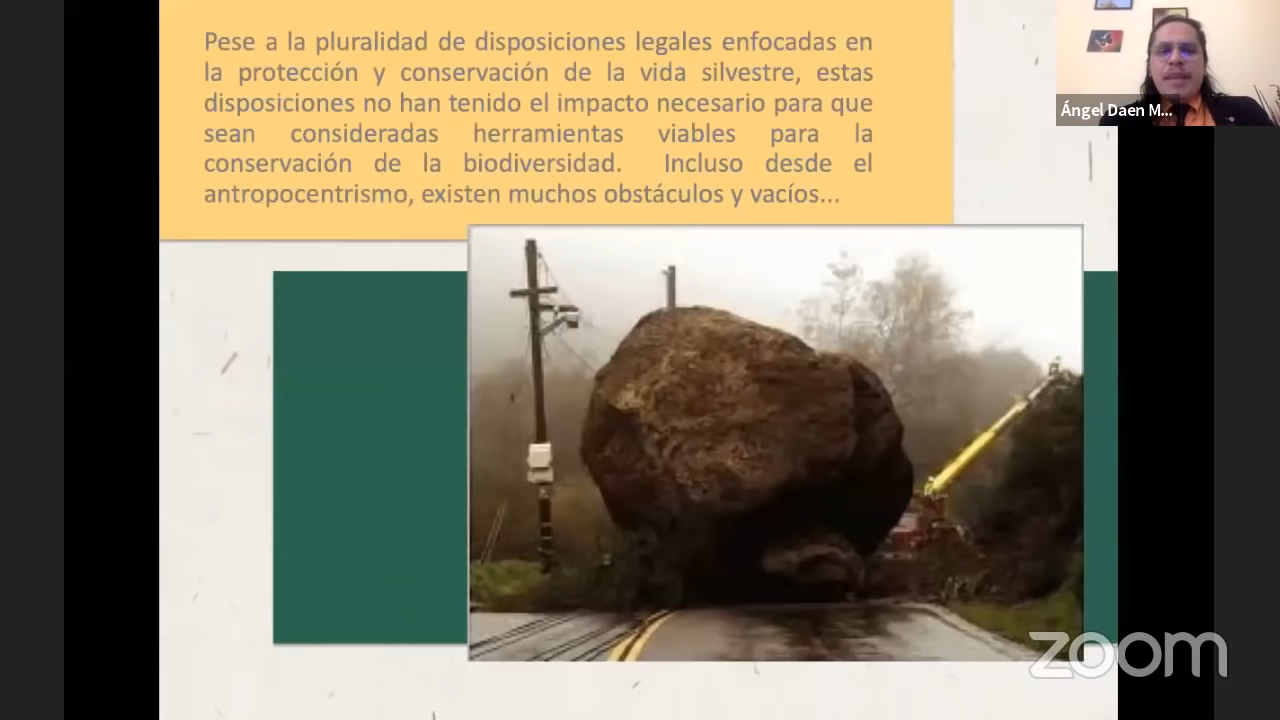 Pese a la pluralidad de disposiciones legales enfocadas en
la protección y conservación de la vida silvestre, estas
disposiciones no han tenido el impacto necesario para que
sean consideradas herramientas viables para la
conservación de la biodiversidad. Incluso desde el
antropocentrismo, existen muchos obstáculos y vacíos...
Ángel Daen M...
zoom